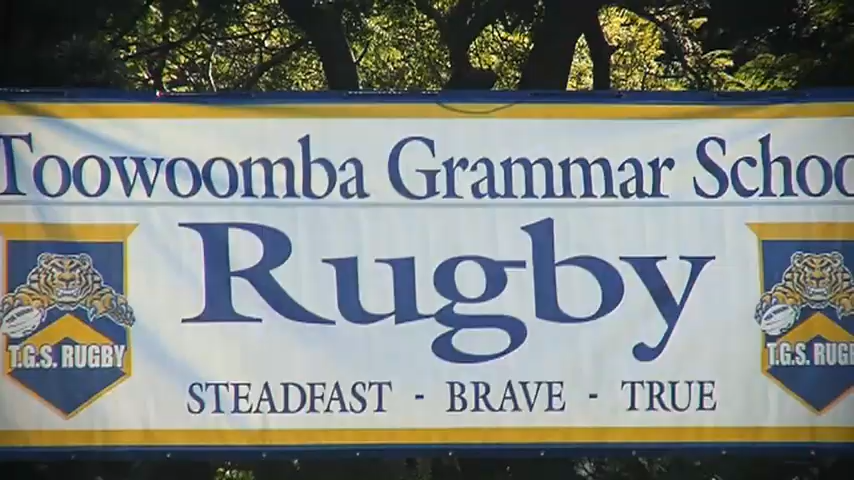 Toowoomba Grammar Schoo
Rugby
T.G.S. RUGBY
T.G.S. RUGB
STEADFAST - BRAVE - TRUE